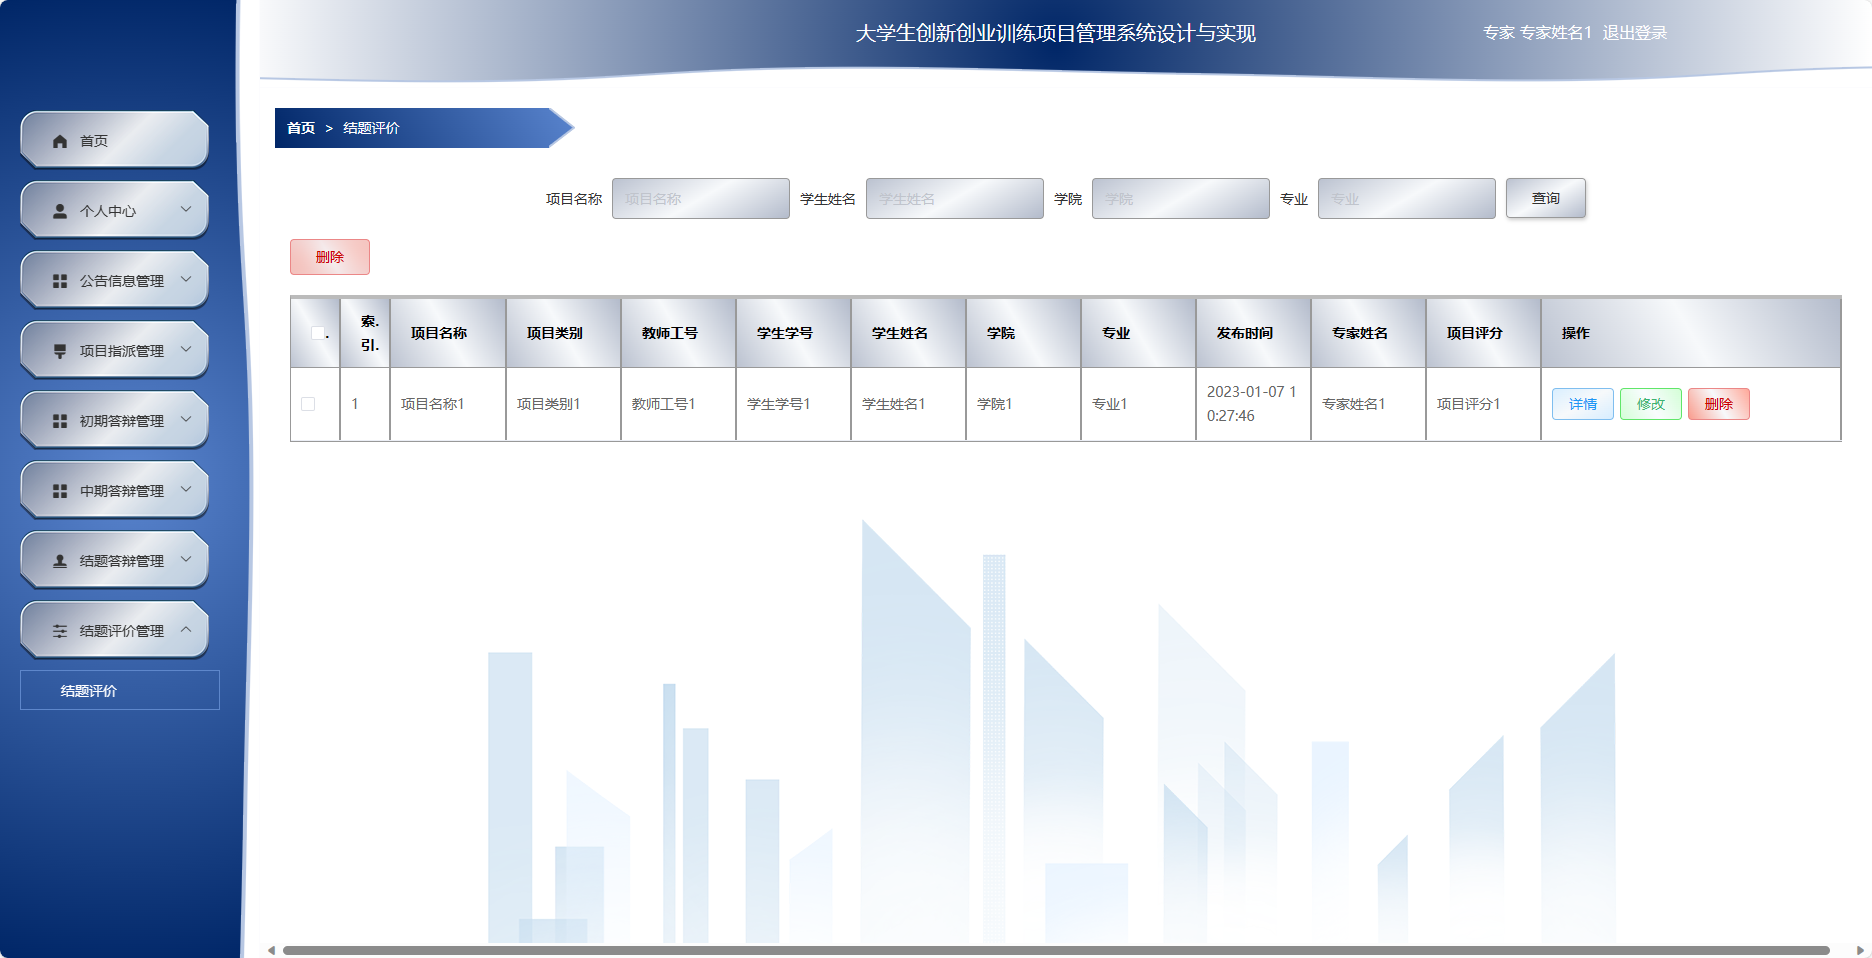 大学生创新创业训练项目管理系统设计与实现
专家 专家姓名1 退出登录
首页
个人中心
公告信息管理
项目指派管理
初期答辩管理
中期答辩管理
结题答辩管理
结题评价管理
结题评价
首页 > 结题评价
项目名称 项目名称 学生姓名 学生姓名 学院 学院 专业 专业 查询
删除
. 索. 项目名称 项目类别 教师工号 学生学号 学生姓名 学院 专业 发布时间 专家姓名 项目评分 操作
引.
1 项目名称1 项目类别1 教师工号1 学生学号1 学生姓名1 学院1 专业1 2023-01-07 1 专家姓名1 项目评分1 详情 修改 删除
0:27:46